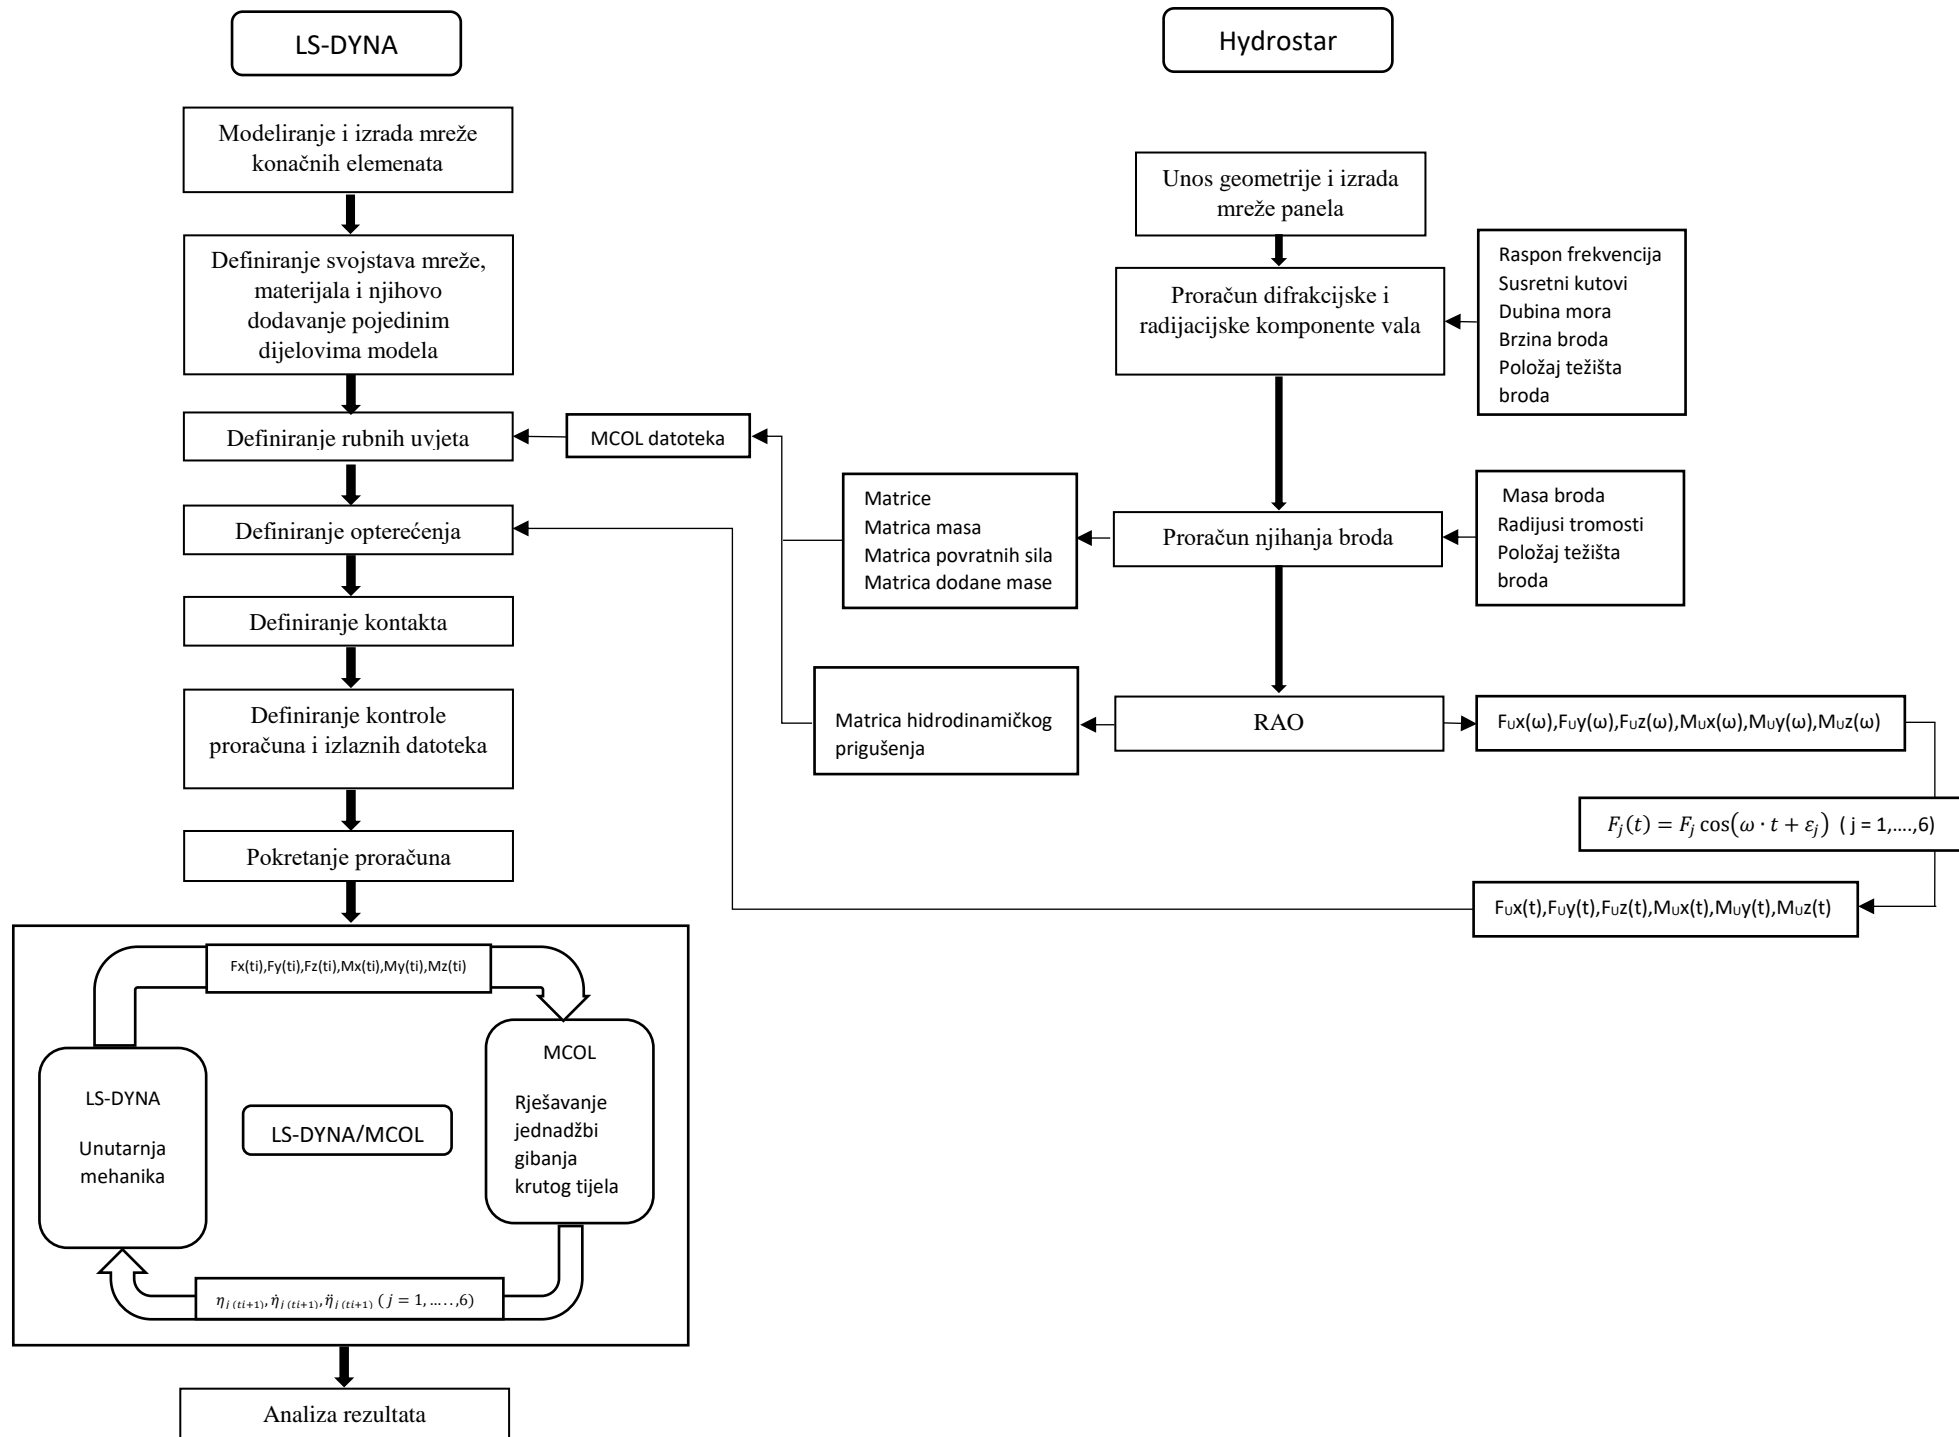 LS-DYNA
Modeliranje i izrada mreže
konačnih elemenata
Definiranje svojstava mreže,
materijala i njihovo
dodavanje pojedinim
dijelovima modela
Definiranje rubnih uvjeta
Definiranje opterećenja
Definiranje kontakta
Definiranje kontrole
proračuna i izlaznih datoteka
Pokretanje proračuna
Fx(ti),Fy(ti),Fz(ti),Mx(ti),My(ti),Mz(ti)
LS-DYNA
Unutarnja
mehanika
LS-DYNA/MCOL
MCOL
Rješavanje
jednadžbi
gibanja
krutog tijela
η_j (ti+1), η̇_j (ti+1), η̈_j (ti+1) (j = 1, .....,6)
Analiza rezultata
MCOL datoteka
Matrice
Matrica masa
Matrica povratnih sila
Matrica dodane mase
Matrica hidrodinamičkog
prigušenja
Hydrostar
Unos geometrije i izrada
mreže panela
Proračun difrakcijske i
radijacijske komponente vala
Raspon frekvencija
Susretni kutovi
Dubina mora
Brzina broda
Položaj težišta
broda
Proračun njihanja broda
Masa broda
Radijusi tromosti
Položaj težišta
broda
RAO
FUx(ω),FUy(ω),FUz(ω),MUx(ω),MUy(ω),MUz(ω)
F_j(t) = F_j cos(ω · t + ε_j) ( j = 1,....,6)
FUx(t),FUy(t),FUz(t),MUx(t),MUy(t),MUz(t)